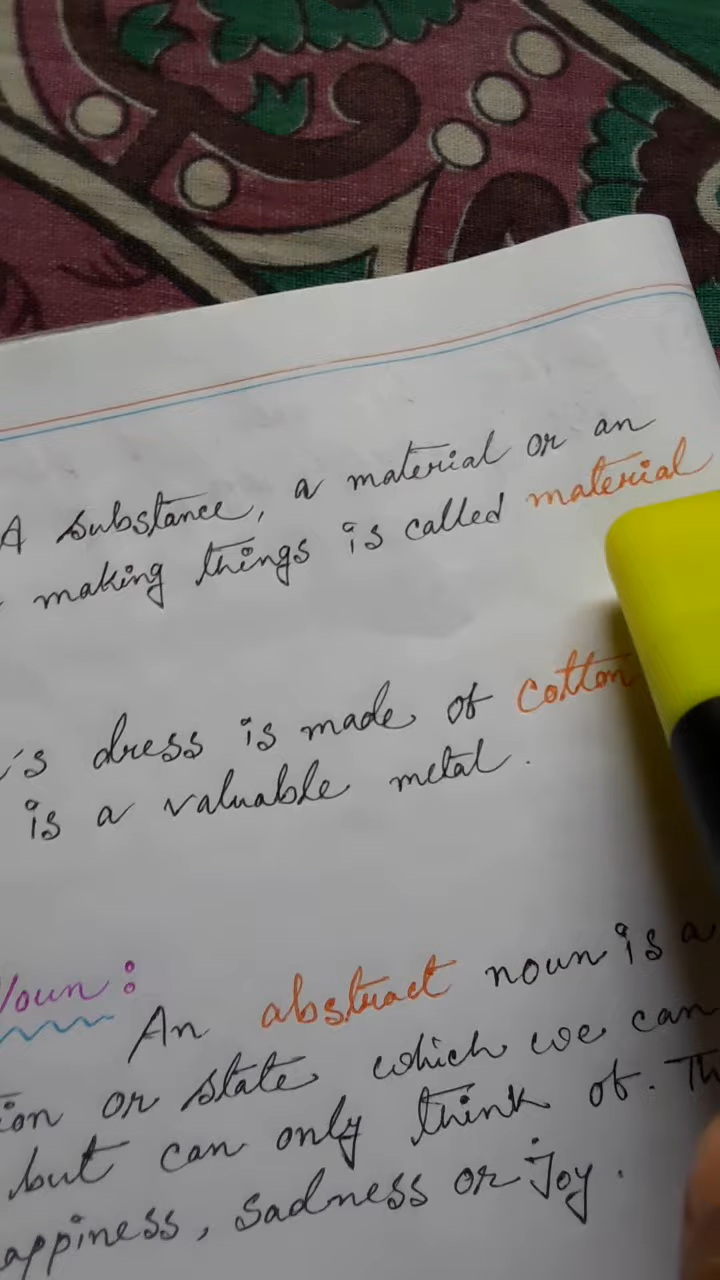 A substance, a material or an
making things is called material
's dress is made of cotton
is a valuable metal.
Noun:
An abstract noun is a
ion or state which we can
but can only think of. Th
appiness, sadness or Joy.